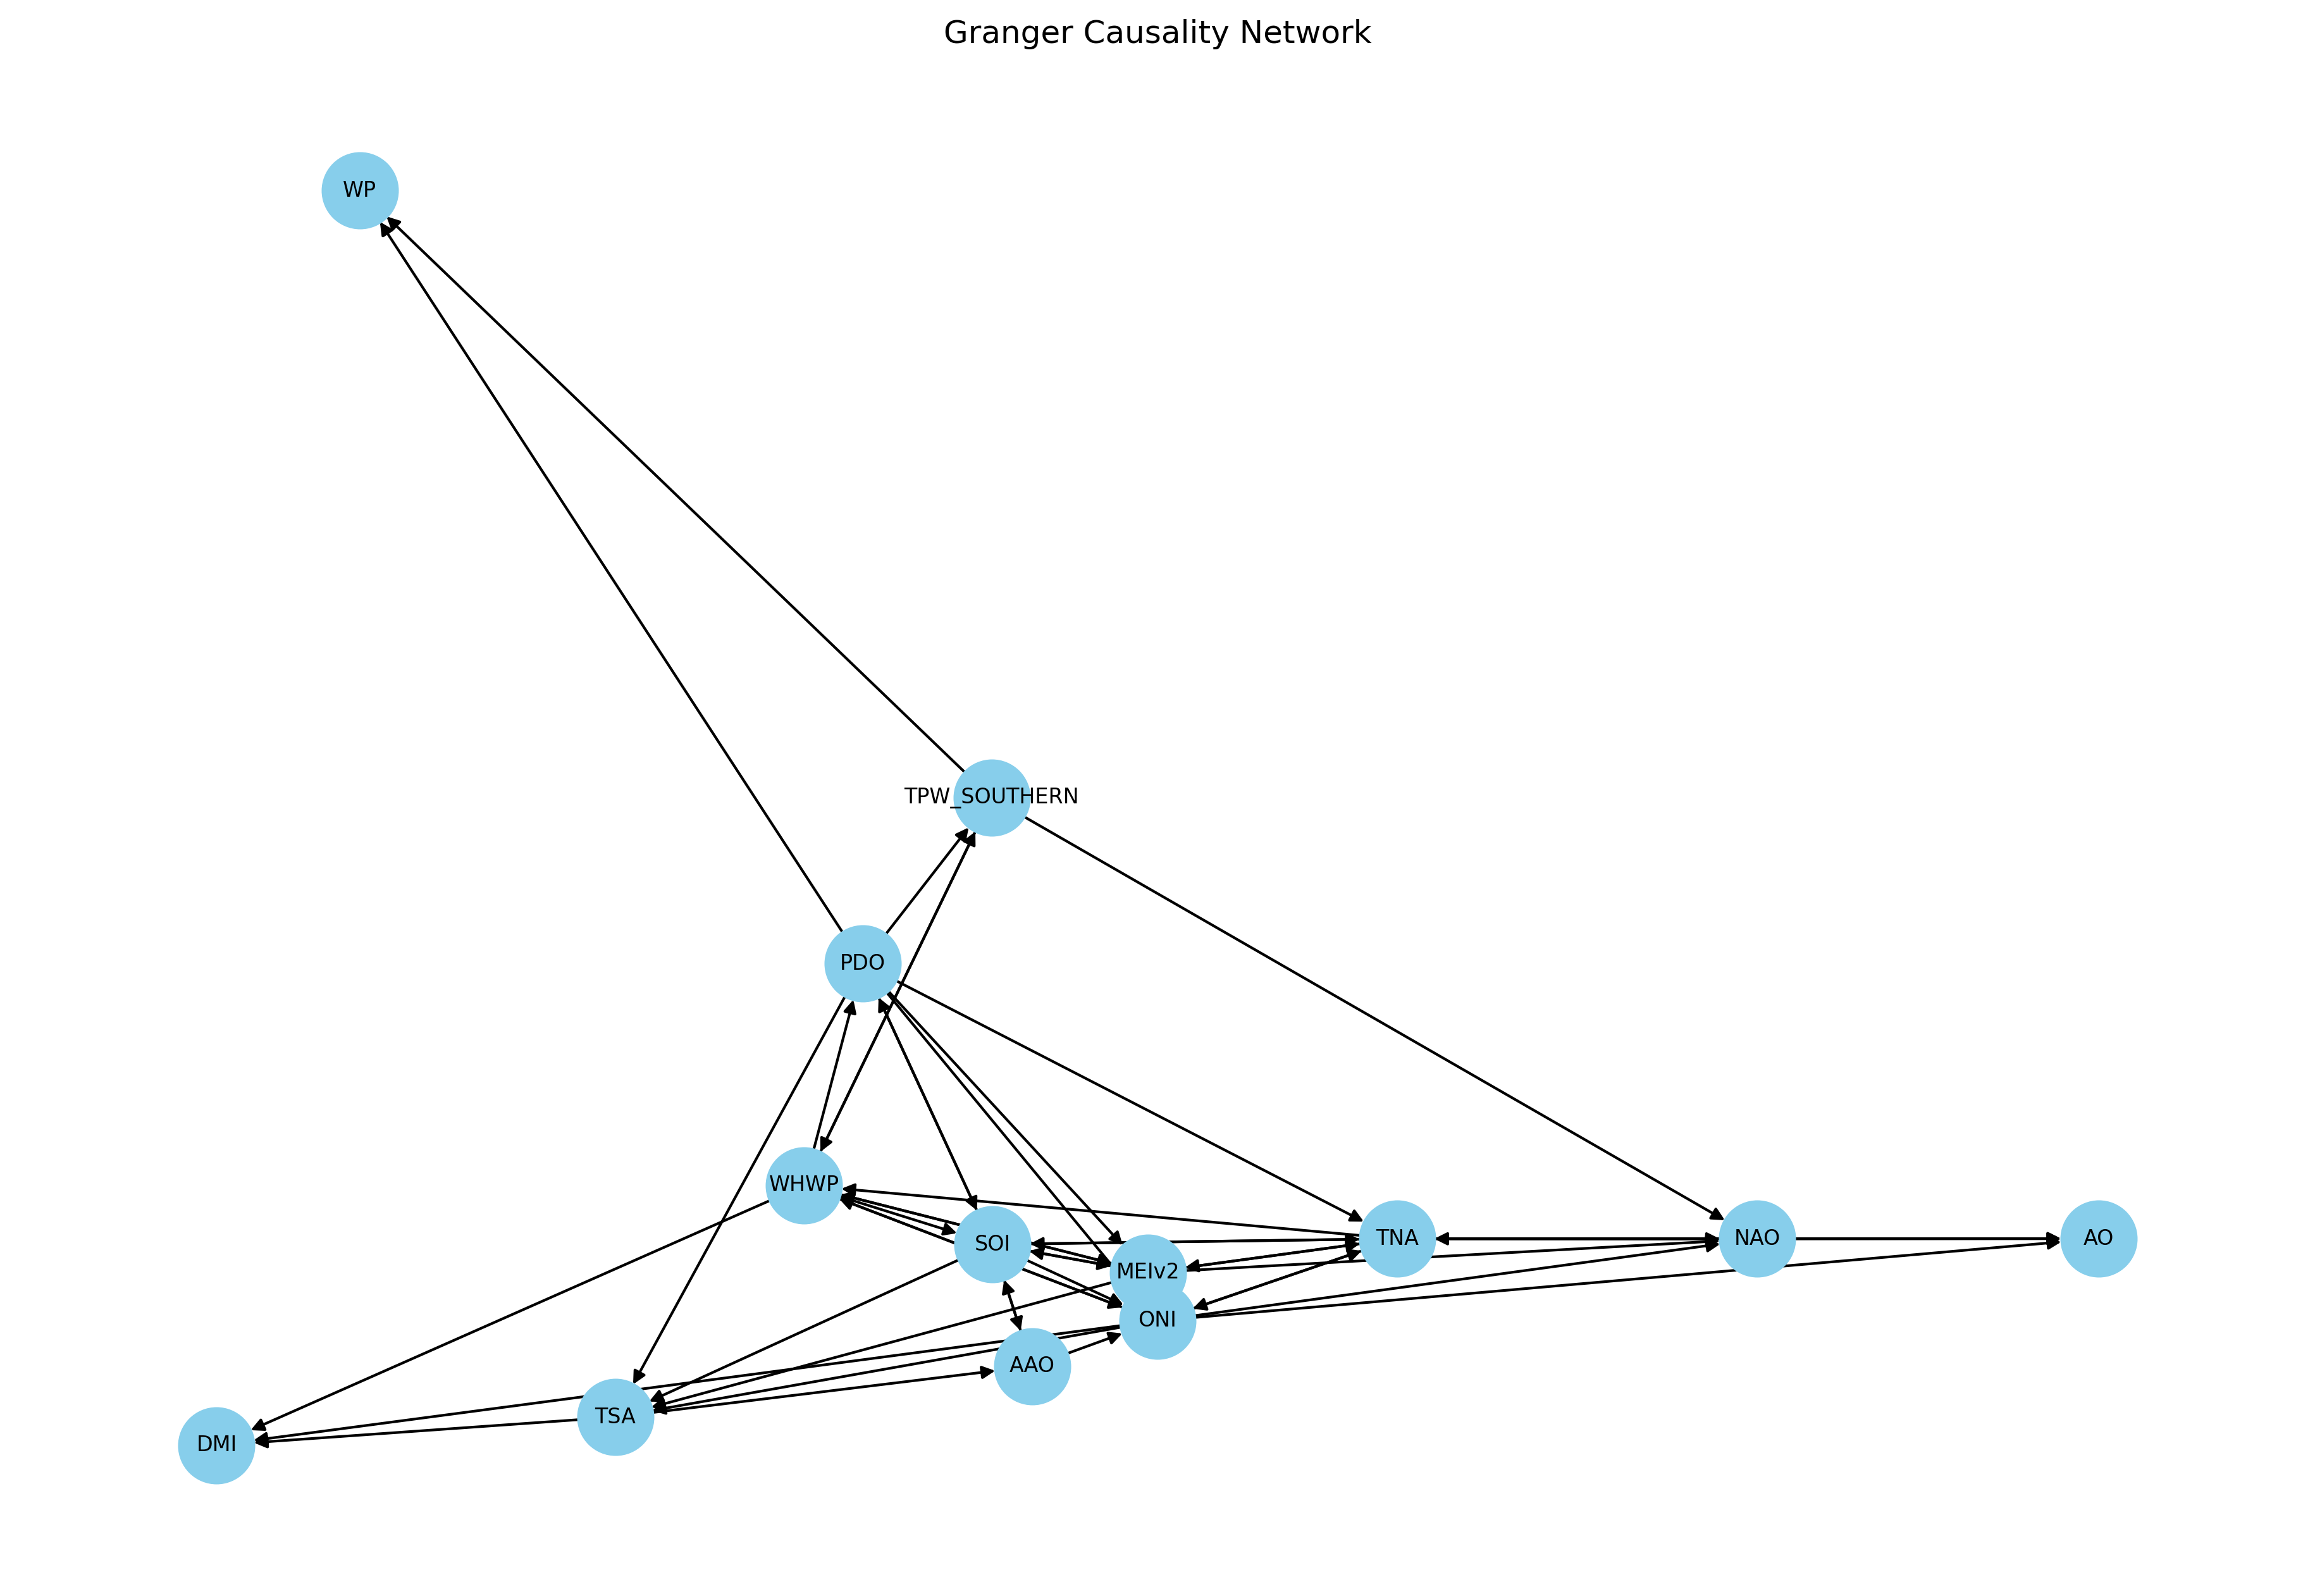 Granger Causality Network
WP
TPW_SOUTHERN
PDO
WHWP
SOI
MEIv2
TNA
NAO
AO
ONI
AAO
TSA
DMI